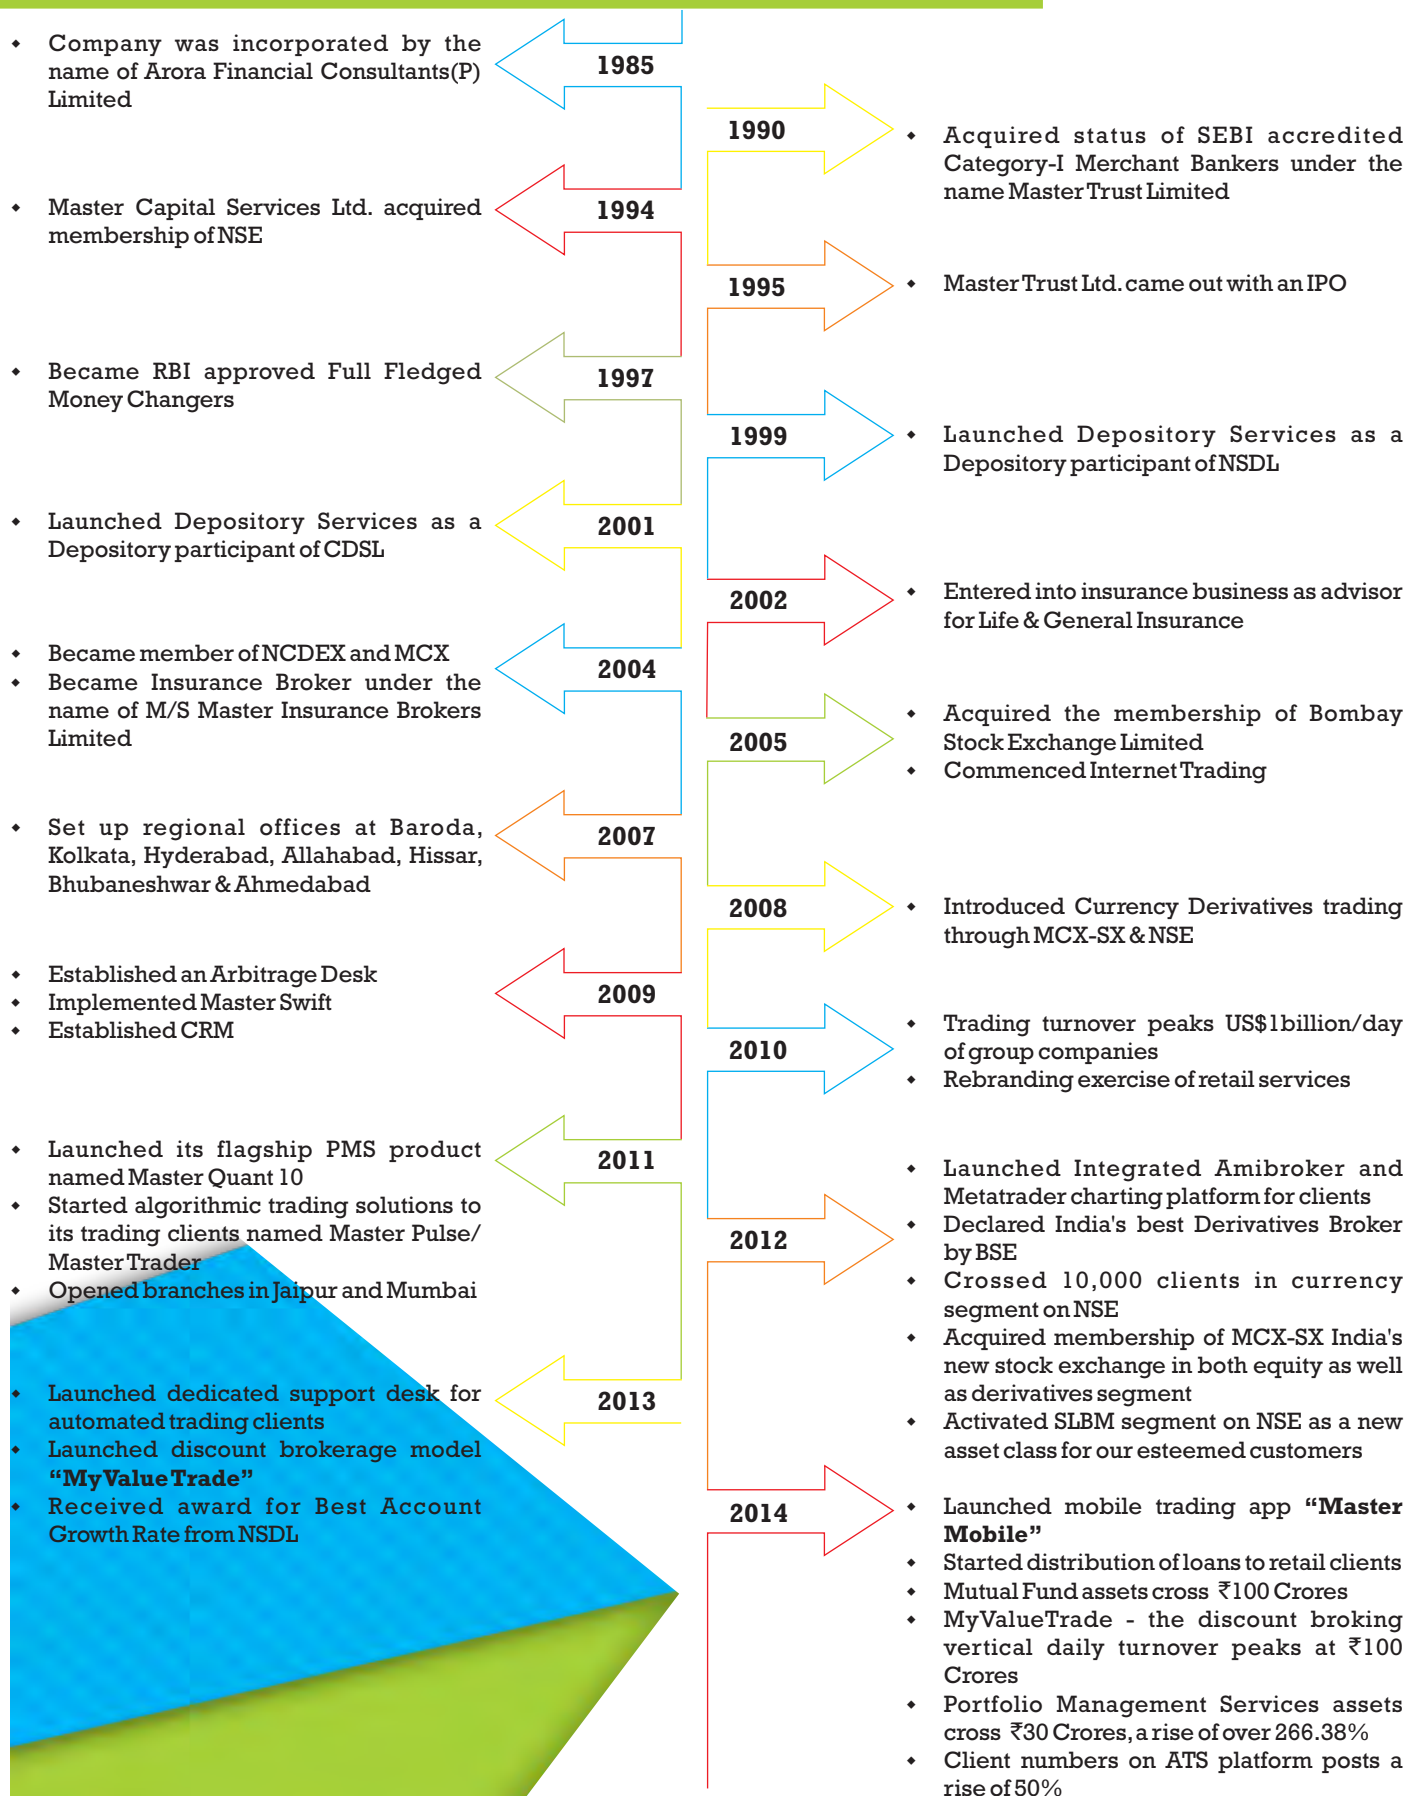 1985
• Company was incorporated by the
name of Arora Financial Consultants(P)
Limited
1990
• Acquired status of SEBI accredited
Category-I Merchant Bankers under the
name Master Trust Limited
1994
• Master Capital Services Ltd. acquired
membership of NSE
1995
• Master Trust Ltd. came out with an IPO
1997
• Became RBI approved Full Fledged
Money Changers
1999
• Launched Depository Services as a
Depository participant of NSDL
2001
• Launched Depository Services as a
Depository participant of CDSL
2002
• Entered into insurance business as advisor
for Life & General Insurance
2004
• Became member of NCDEX and MCX
• Became Insurance Broker under the
name of M/S Master Insurance Brokers
Limited
2005
• Acquired the membership of Bombay
Stock Exchange Limited
• Commenced Internet Trading
2007
• Set up regional offices at Baroda,
Kolkata, Hyderabad, Allahabad, Hissar,
Bhubaneshwar & Ahmedabad
2008
• Introduced Currency Derivatives trading
through MCX-SX & NSE
2009
• Established an Arbitrage Desk
• Implemented Master Swift
• Established CRM
2010
• Trading turnover peaks US$1billion/day
of group companies
• Rebranding exercise of retail services
2011
• Launched its flagship PMS product
named Master Quant 10
• Started algorithmic trading solutions to
its trading clients named Master Pulse/
Master Trader
• Opened branches in Jaipur and Mumbai
2012
• Launched Integrated Amibroker and
Metatrader charting platform for clients
• Declared India's best Derivatives Broker
by BSE
• Crossed 10,000 clients in currency
segment on NSE
• Acquired membership of MCX-SX India's
new stock exchange in both equity as well
as derivatives segment
• Activated SLBM segment on NSE as a new
asset class for our esteemed customers
2013
• Launched dedicated support desk for
automated trading clients
• Launched discount brokerage model
“MyValueTrade”
• Received award for Best Account
Growth Rate from NSDL
2014
• Launched mobile trading app “Master
Mobile”
• Started distribution of loans to retail clients
• Mutual Fund assets cross ₹100 Crores
• MyValueTrade - the discount broking
vertical daily turnover peaks at ₹100
Crores
• Portfolio Management Services assets
cross ₹30 Crores, a rise of over 266.38%
• Client numbers on ATS platform posts a
rise of 50%